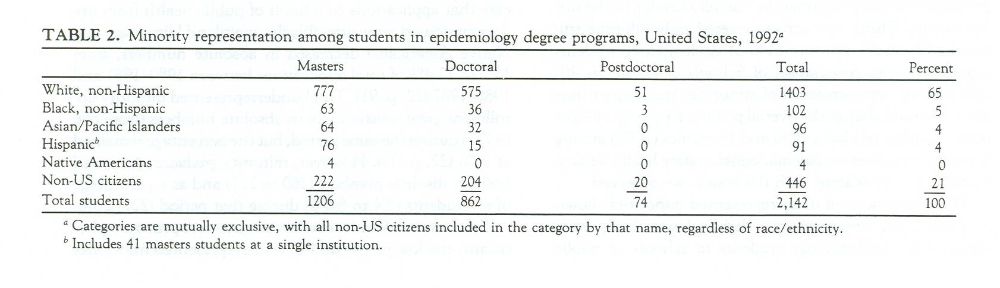 TABLE 2. Minority representation among students in epidemiology degree programs, United States, 1992a
Masters Doctoral Postdoctoral Total Percent
White, non-Hispanic 777 575 51 1403 65
Black, non-Hispanic 63 36 3 102 5
Asian/Pacific Islanders 64 32 0 96 4
Hispanicb 76 15 0 91 4
Native Americans 4 0 0 4 0
Non-US citizens 222 204 20 446 21
Total students 1206 862 74 2,142 100
a Categories are mutually exclusive, with all non-US citizens included in the category by that name, regardless of race/ethnicity.
b Includes 41 masters students at a single institution.